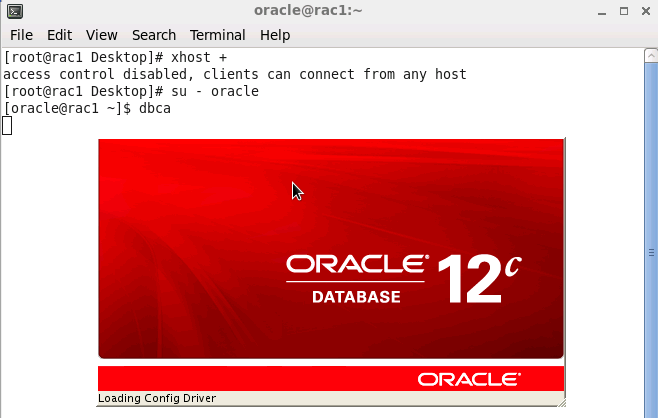 oracle@rac1:~
File Edit View Search Terminal Help
[root@rac1 Desktop]# xhost +
access control disabled, clients can connect from any host
[root@rac1 Desktop]# su - oracle
[oracle@rac1 ~]$ dbca
ORACLE® 12c
DATABASE
ORACLE®
Loading Config Driver